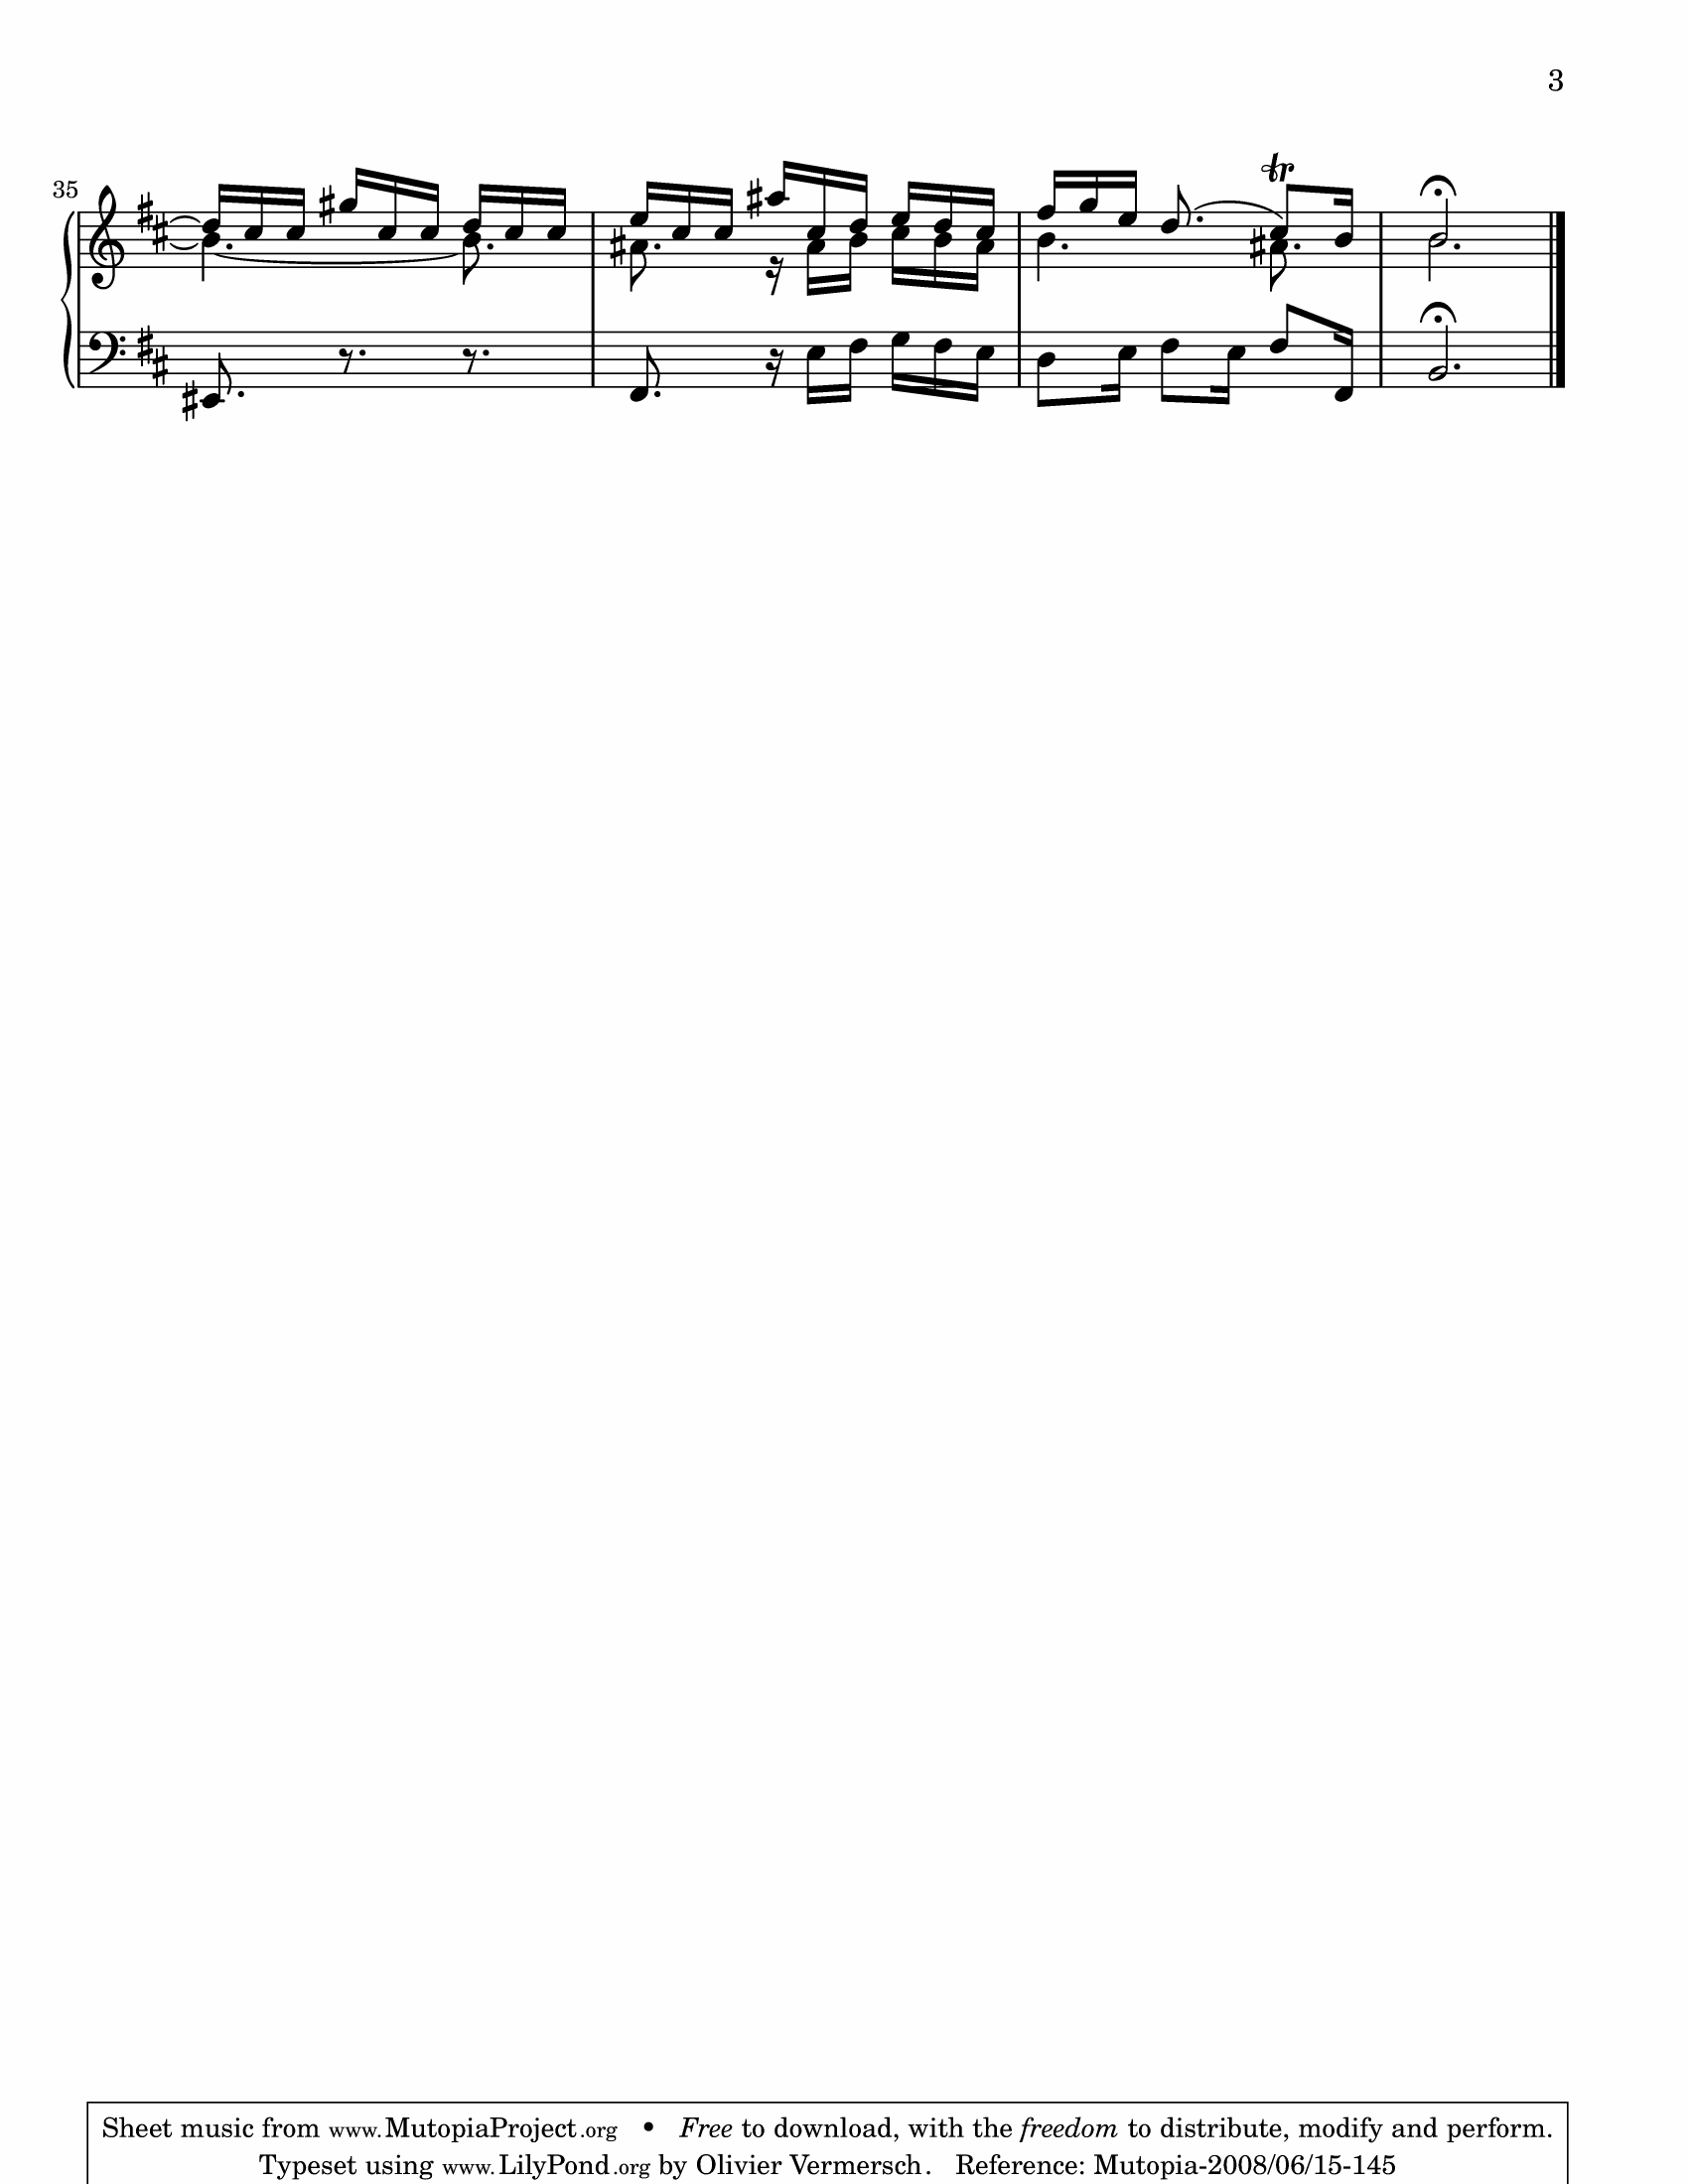 3
35
Sheet music from www.MutopiaProject.org • Free to download, with the freedom to distribute, modify and perform.
Typeset using www.LilyPond.org by Olivier Vermersch. Reference: Mutopia-2008/06/15-145